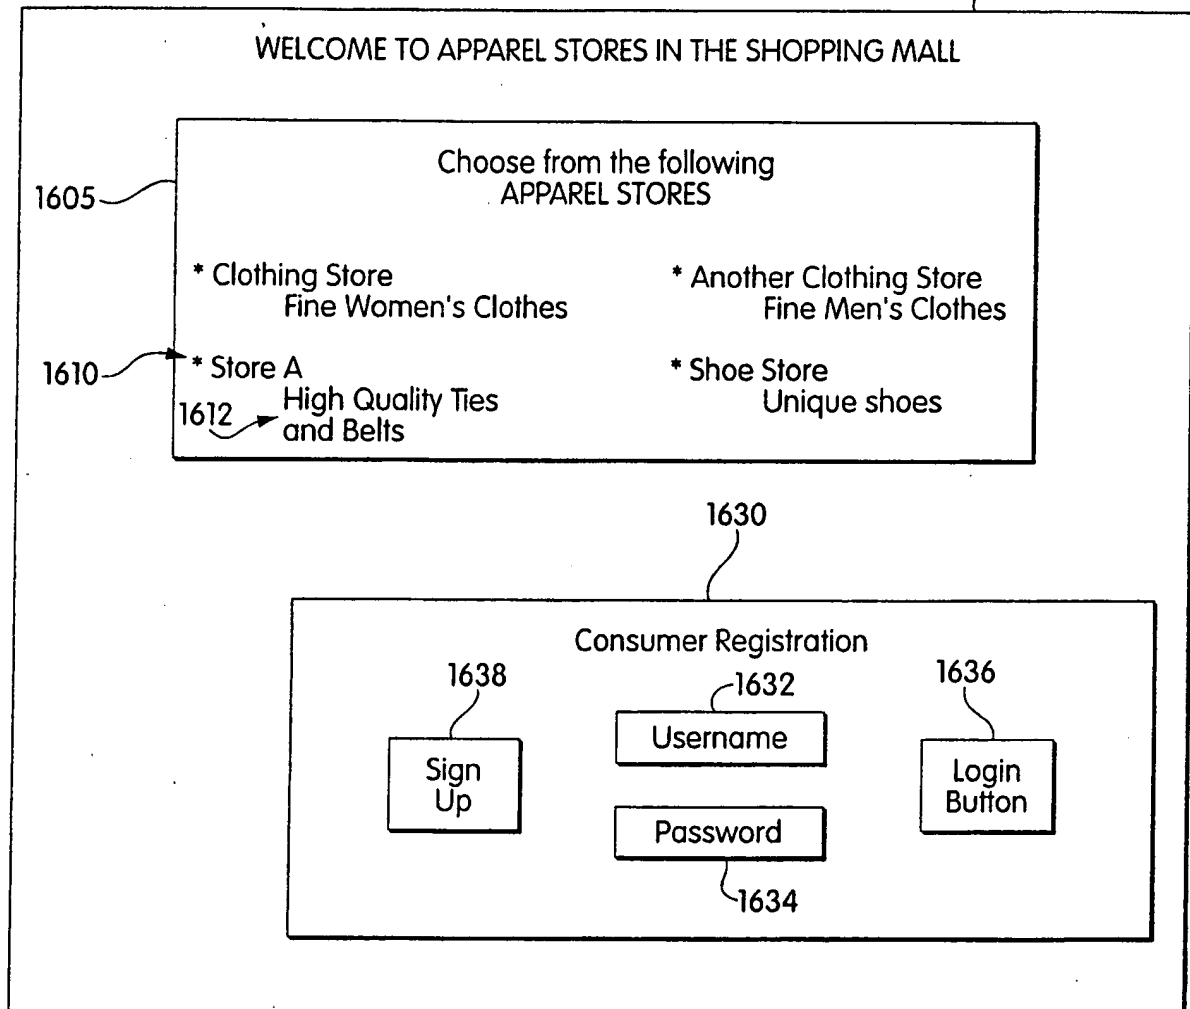 WELCOME TO APPAREL STORES IN THE SHOPPING MALL
Choose from the following
APPAREL STORES
1605
* Clothing Store
Fine Women's Clothes
* Another Clothing Store
Fine Men's Clothes
1610
* Store A
1612
High Quality Ties
and Belts
* Shoe Store
Unique shoes
1630
Consumer Registration
1638
1632
1636
Sign
Up
Username
Login
Button
Password
1634